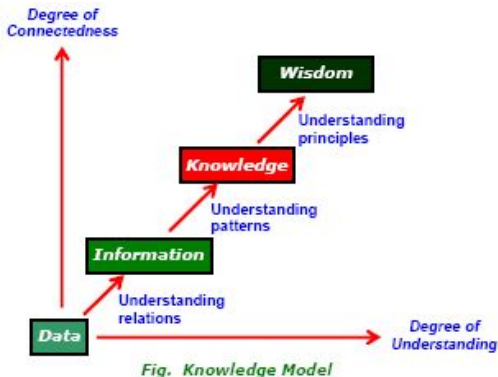 Degree of
Connectedness
Wisdom
Understanding
principles
Knowledge
Understanding
patterns
Information
Understanding
relations
Data
Degree of
Understanding
Fig. Knowledge Model